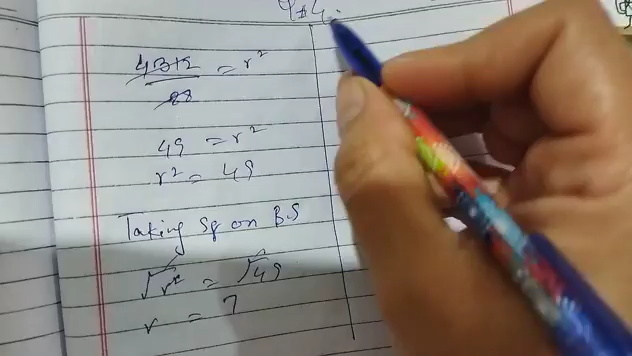 4312/88 = r²
49 = r²
r² = 49
Taking Sq on B.S
√r² = √49
r = 7